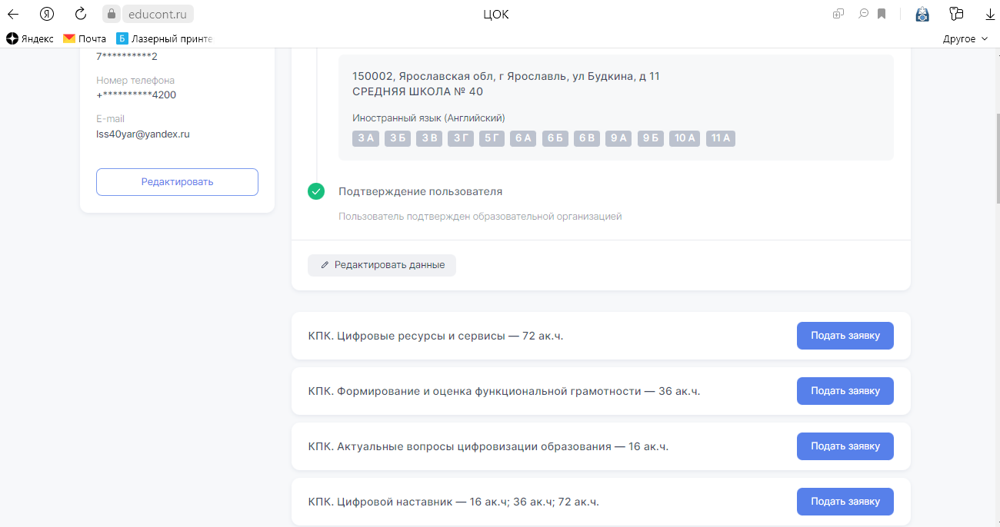 Я educont.ru ЦОК
Яндекс Почта Б Лазерный принте Другое
7**********2
Номер телефона
+**********4200
E-mail
lss40yar@yandex.ru
Редактировать
150002, Ярославская обл, г Ярославль, ул Будкина, д 11
СРЕДНЯЯ ШКОЛА № 40
Иностранный язык (Английский)
3 А 3 Б 3 В 3 Г 5 Г 6 А 6 Б 6 В 9 А 9 Б 10 А 11 А
Подтверждение пользователя
Пользователь подтвержден образовательной организацией
Редактировать данные
КПК. Цифровые ресурсы и сервисы — 72 ак.ч. Подать заявку
КПК. Формирование и оценка функциональной грамотности — 36 ак.ч. Подать заявку
КПК. Актуальные вопросы цифровизации образования — 16 ак.ч. Подать заявку
КПК. Цифровой наставник — 16 ак.ч; 36 ак.ч; 72 ак.ч. Подать заявку